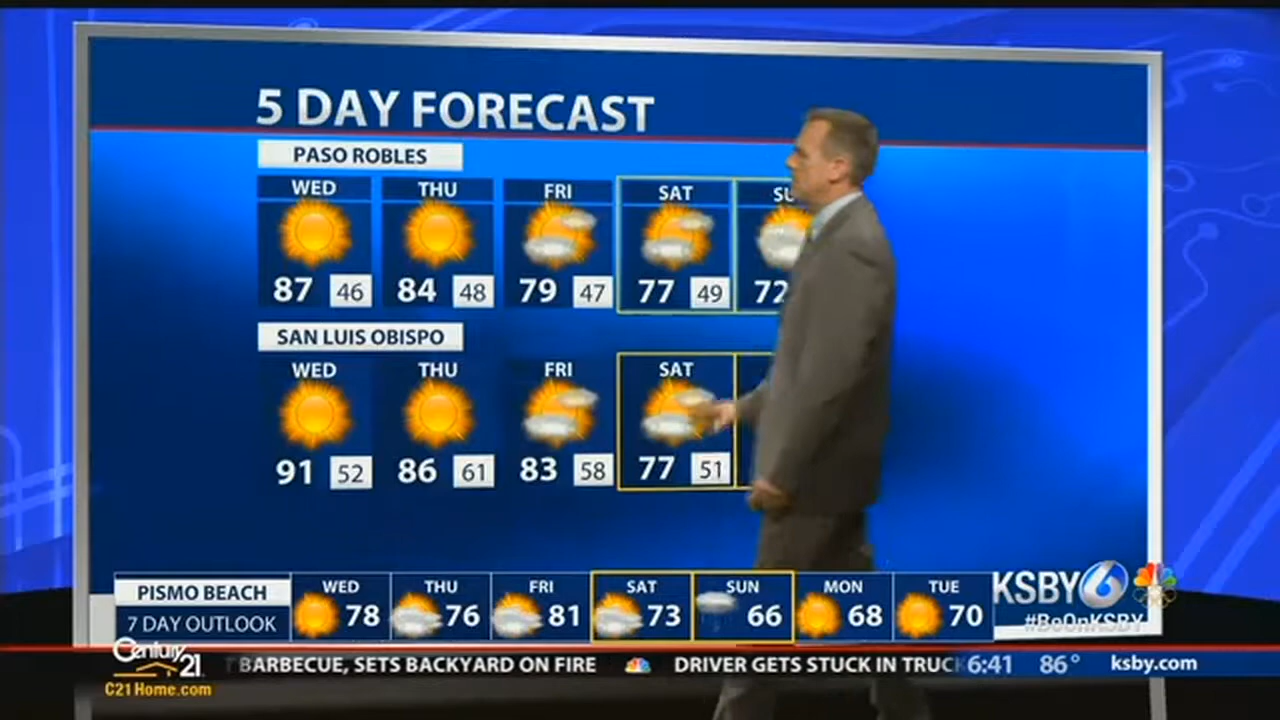 5 DAY FORECAST
PASO ROBLES
WED THU FRI SAT
87 46 84 48 79 47 77 49 72
SAN LUIS OBISPO
WED THU FRI SAT
91 52 86 61 83 58 77 51
PISMO BEACH
7 DAY OUTLOOK
WED THU FRI SAT SUN MON TUE
78 76 81 73 66 68 70
KSBY 6
#BeOnKSBY
Century 21
C21Home.com
BARBECUE, SETS BACKYARD ON FIRE DRIVER GETS STUCK IN TRUCK 6:41 86° ksby.com